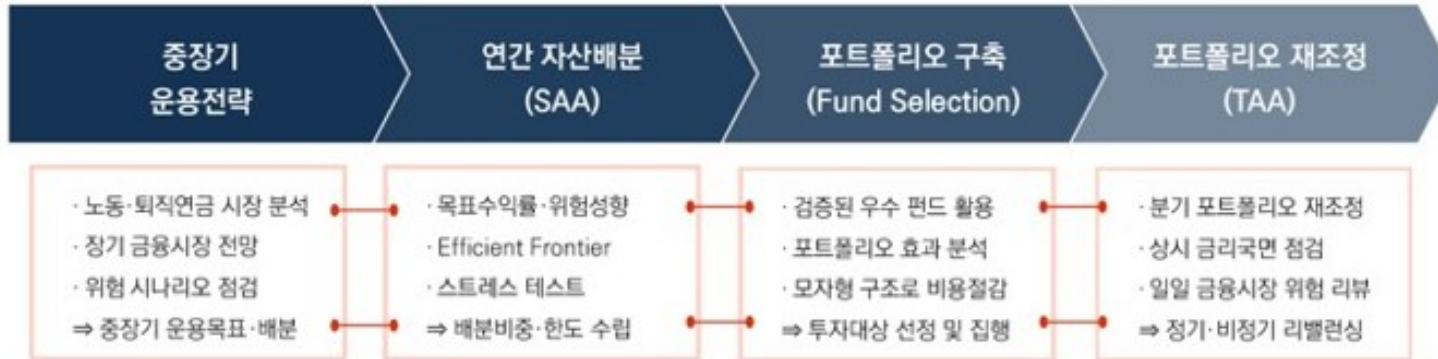 중장기
운용전략
연간 자산배분
(SAA)
포트폴리오 구축
(Fund Selection)
포트폴리오 재조정
(TAA)
· 노동·퇴직연금 시장 분석
· 장기 금융시장 전망
· 위험 시나리오 점검
⇒ 중장기 운용목표·배분
· 목표수익률·위험성향
· Efficient Frontier
· 스트레스 테스트
⇒ 배분비중·한도 수립
· 검증된 우수 펀드 활용
· 포트폴리오 효과 분석
· 모자형 구조로 비용절감
⇒ 투자대상 선정 및 집행
· 분기 포트폴리오 재조정
· 상시 금리국면 점검
· 일일 금융시장 위험 리뷰
⇒ 정기·비정기 리밸런싱